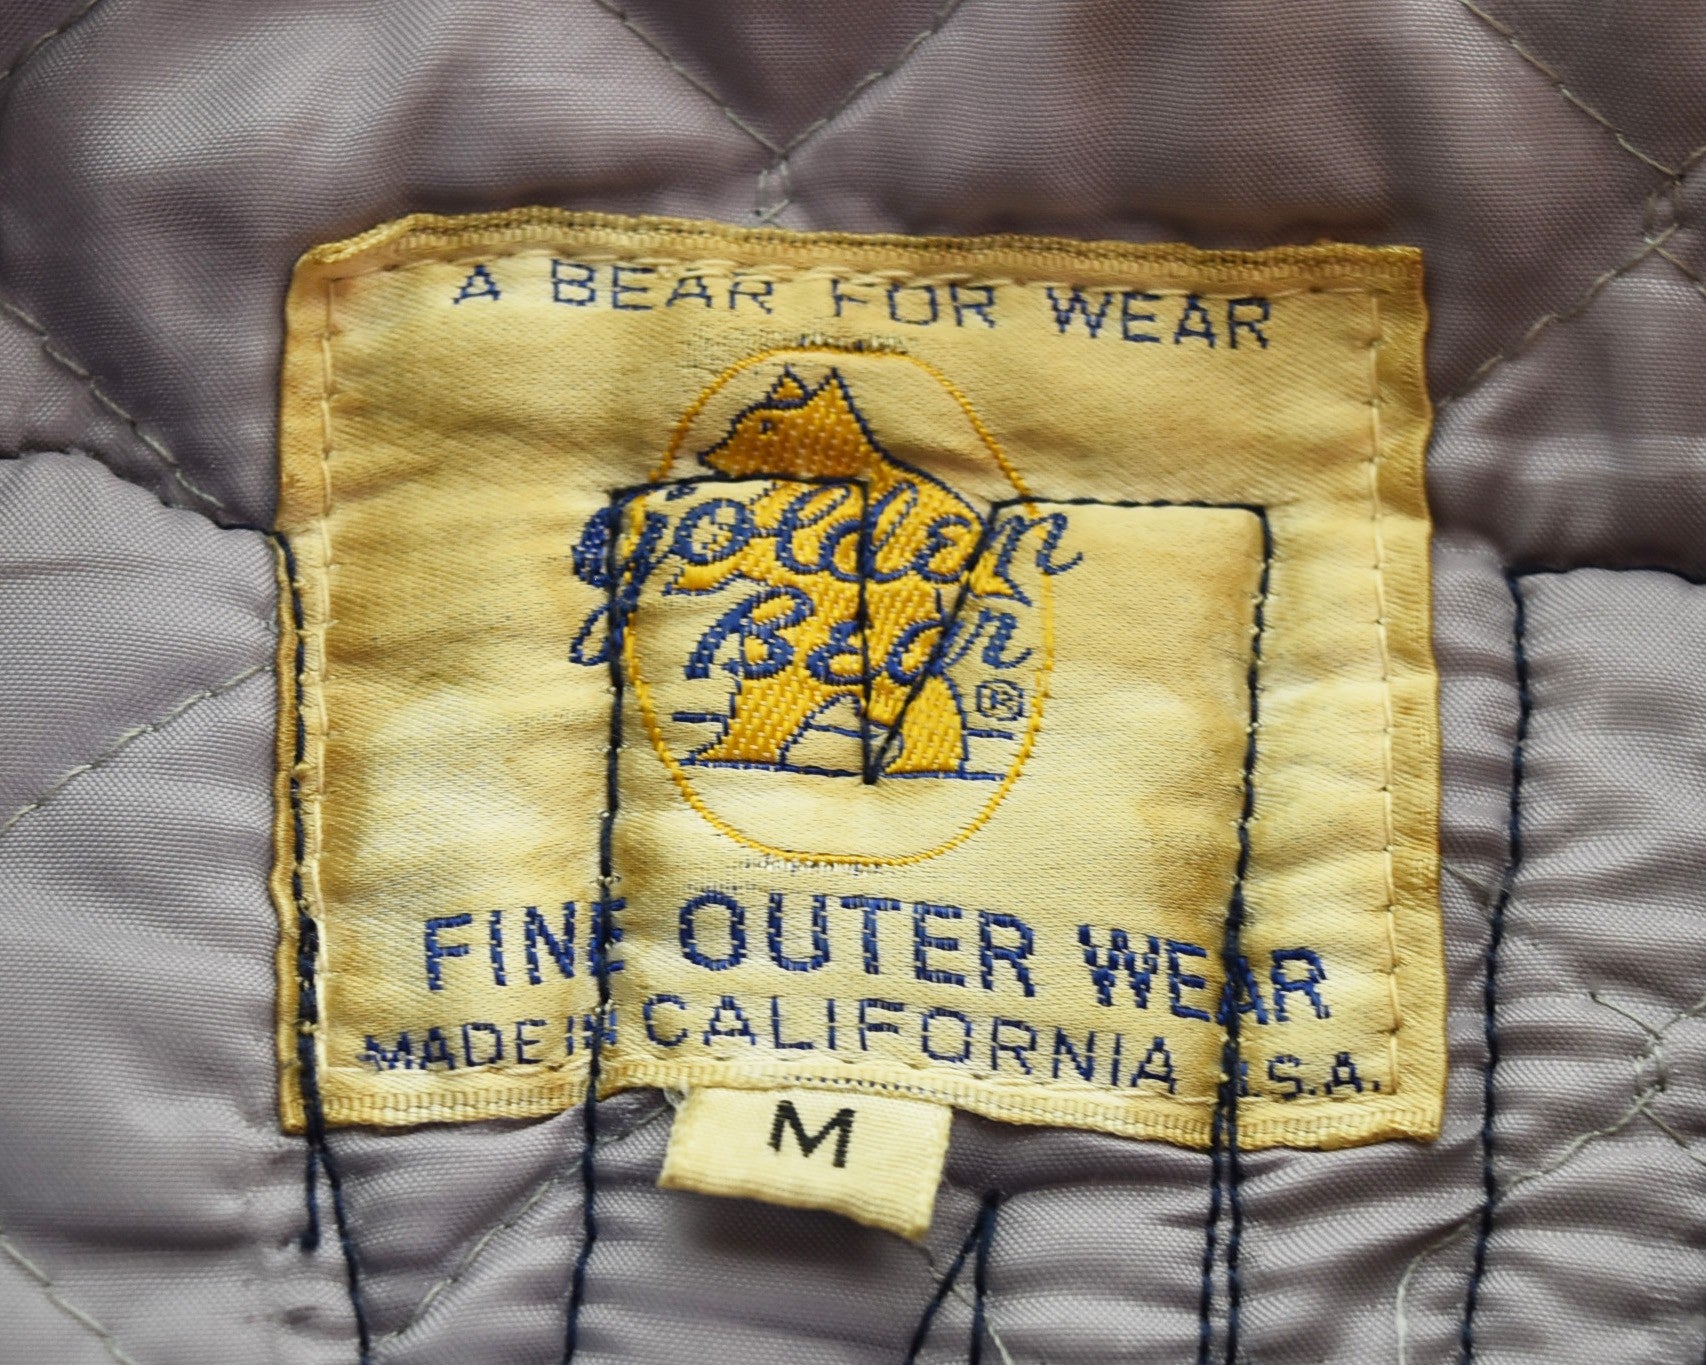 A BEAR FOR WEAR
golden
Bear
®
FINE OUTER WEAR
MADE IN CALIFORNIA U.S.A.
M